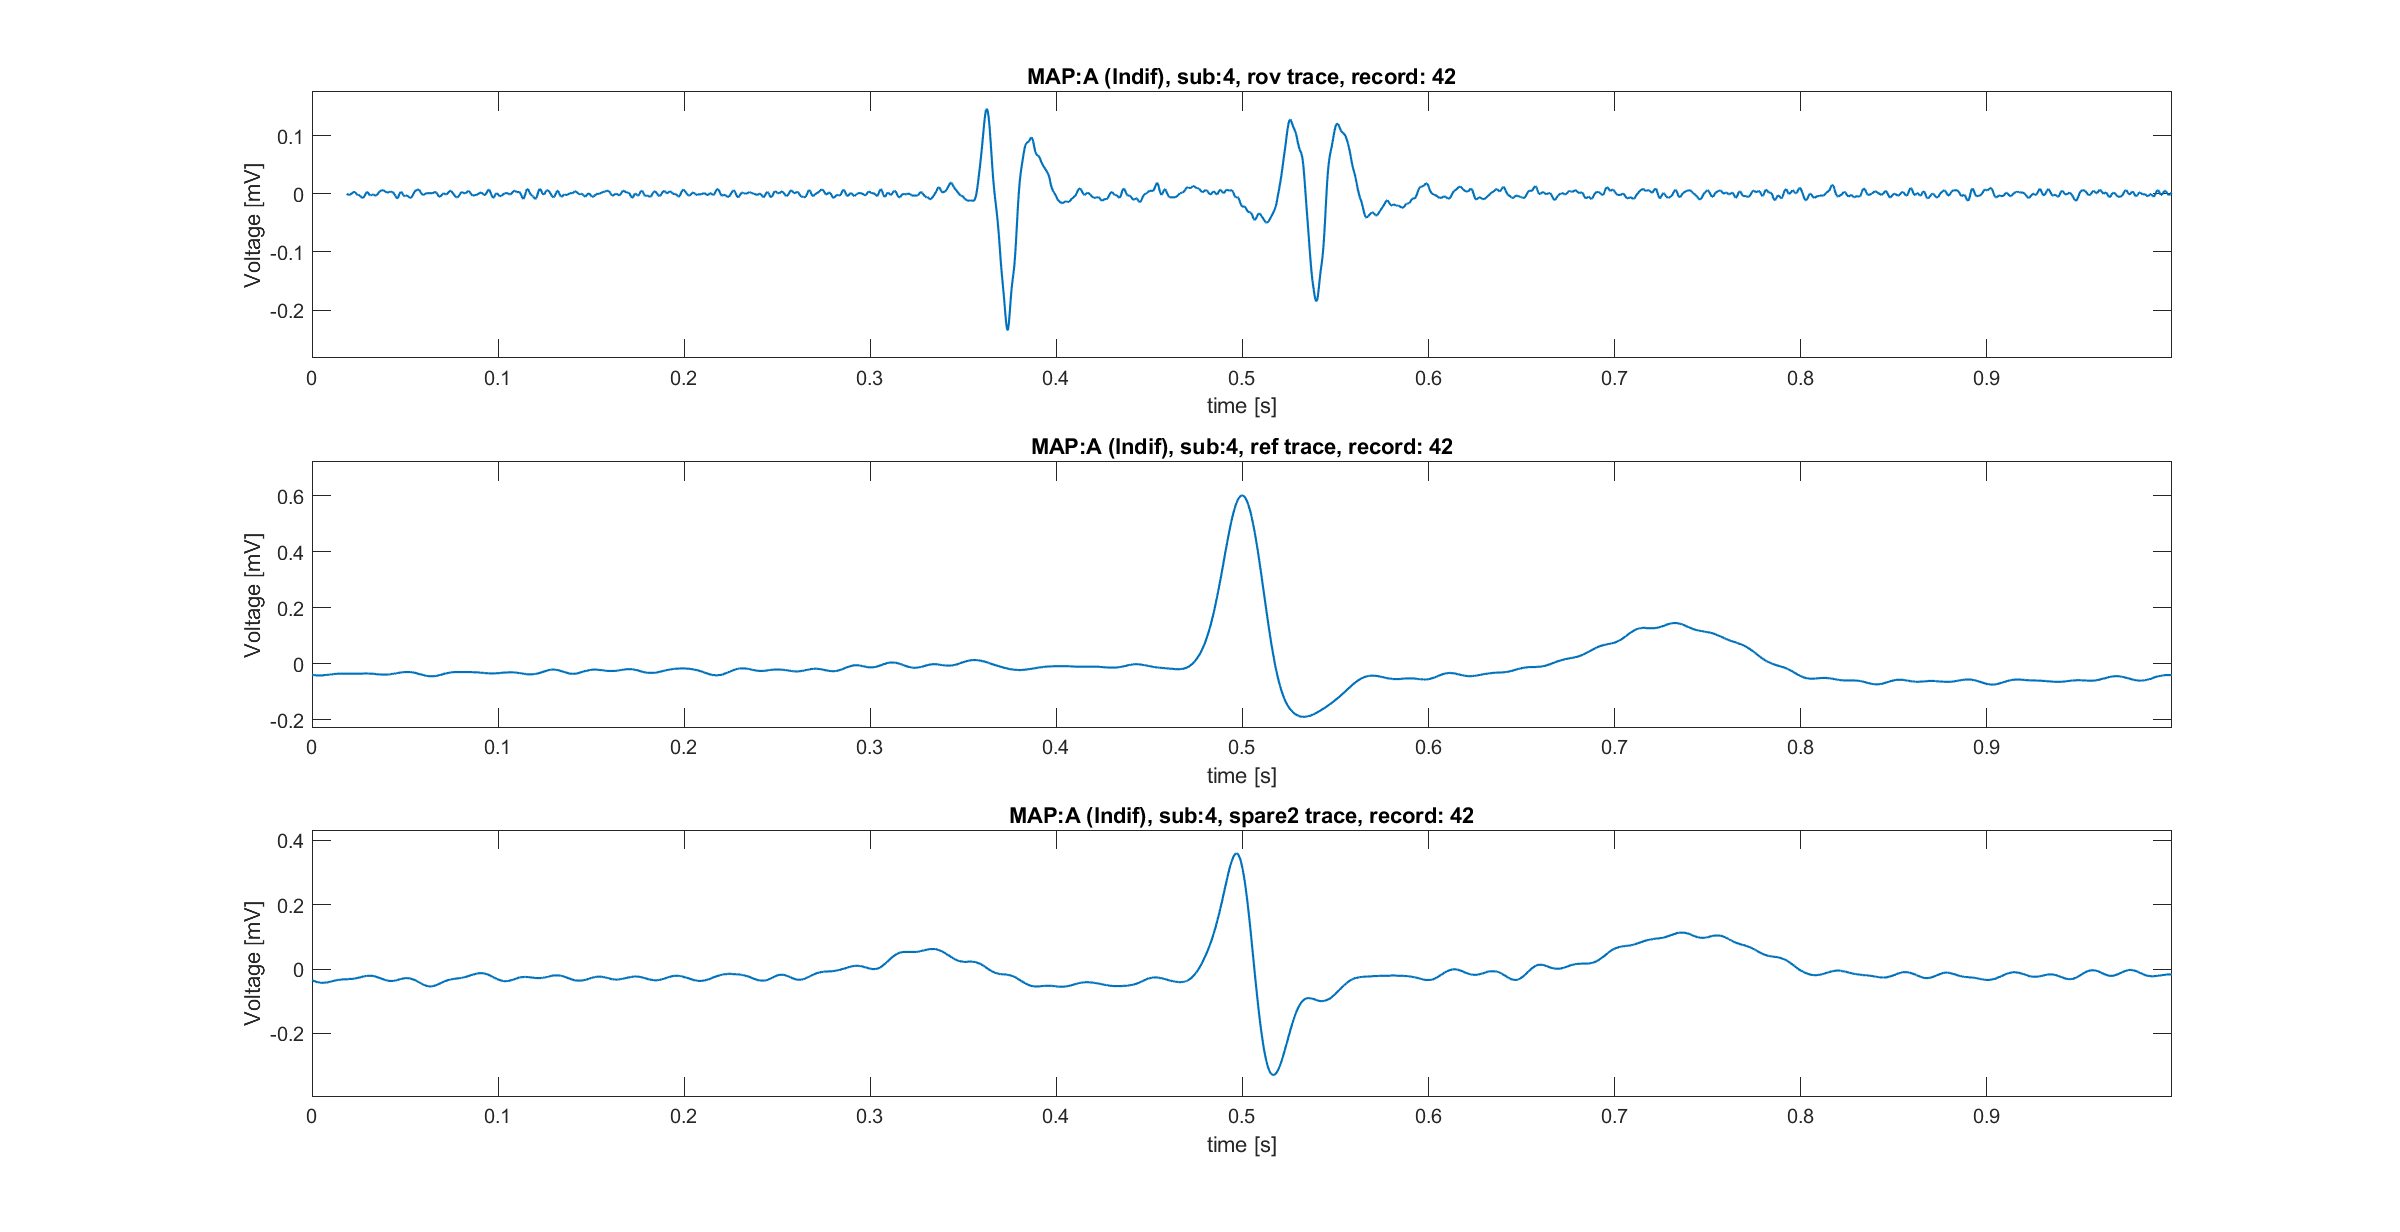 MAP:A (Indif), sub:4, rov trace, record: 42
Voltage [mV]
0.1
0
-0.1
-0.2
0 0.1 0.2 0.3 0.4 0.5 0.6 0.7 0.8 0.9
time [s]
MAP:A (Indif), sub:4, ref trace, record: 42
Voltage [mV]
0.6
0.4
0.2
0
-0.2
0 0.1 0.2 0.3 0.4 0.5 0.6 0.7 0.8 0.9
time [s]
MAP:A (Indif), sub:4, spare2 trace, record: 42
Voltage [mV]
0.4
0.2
0
-0.2
0 0.1 0.2 0.3 0.4 0.5 0.6 0.7 0.8 0.9
time [s]